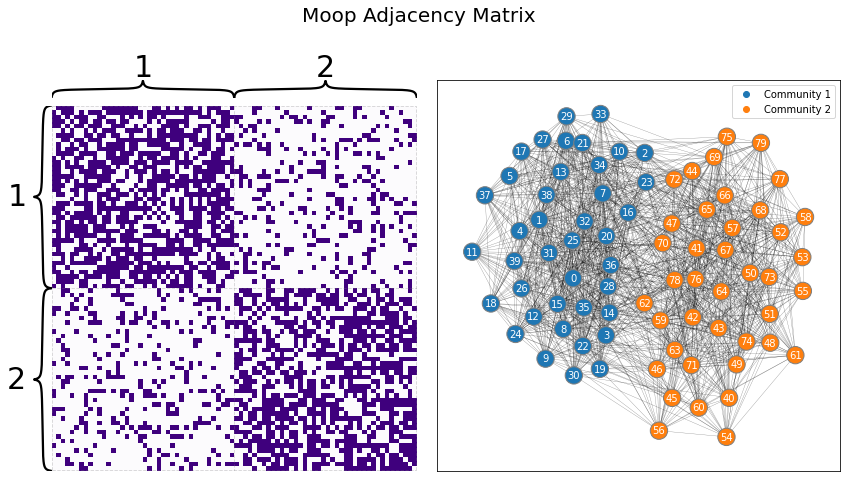 Moop Adjacency Matrix
1 2
1
2
Community 1
Community 2
29 33
27 6 21
17 10 2
5 13 34
37 38 7 23
1 32 16
4 25 20
11 39 31 36
0
26 28
18 15 35 14
12
24 8 3
22
9
30 19
75 79
69
72 44 77
66
65 68 58
47 57 52
70 41 67 53
78 76 50 73
64 55
62
59 42 43 51
74 48
63 61
46 71 49
45 60 40
56 54